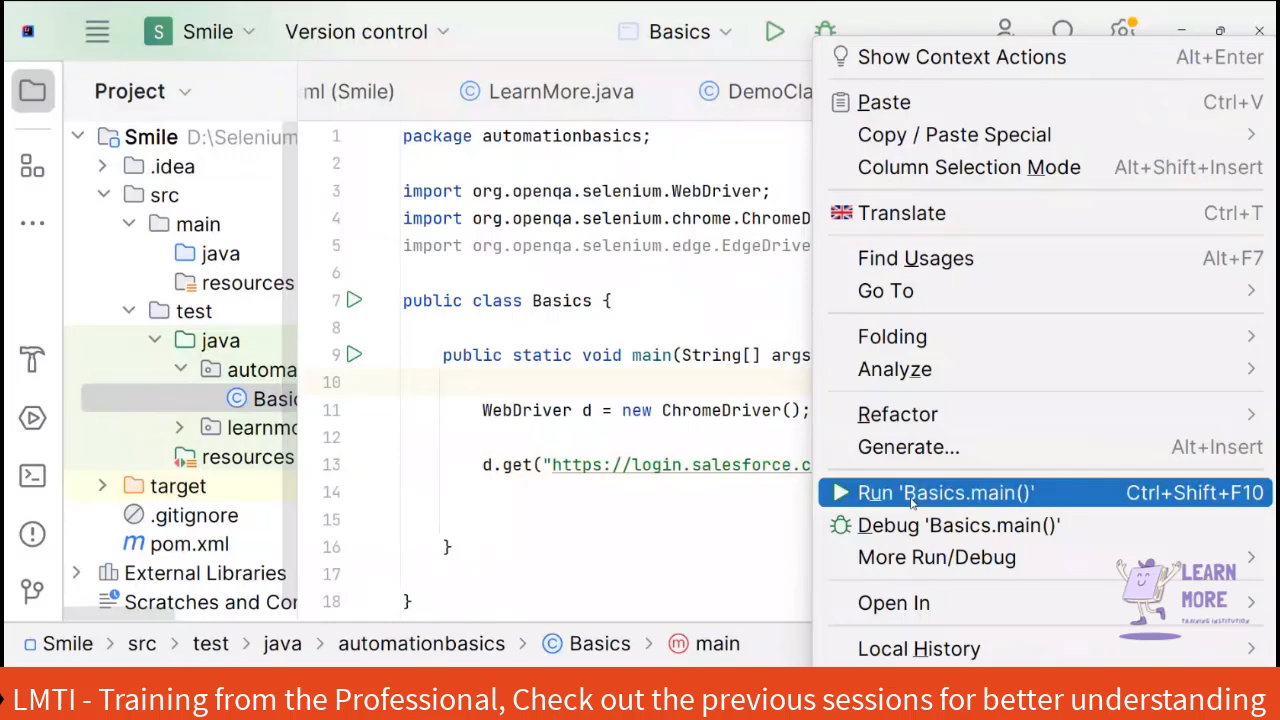 S Smile Version control Basics
Project
Smile D:\Selenium
.idea
src
main
java
resources
test
java
automa
Basic
learnmo
resources
target
.gitignore
m pom.xml
External Libraries
Scratches and Con
ml (Smile) LearnMore.java DemoCla
1 package automationbasics;
2
3 import org.openqa.selenium.WebDriver;
4 import org.openqa.selenium.chrome.ChromeD
5 import org.openqa.selenium.edge.EdgeDrive
6
7 public class Basics {
8
9 public static void main(String[] args
10
11 WebDriver d = new ChromeDriver();
12
13 d.get("https://login.salesforce.c
14
15
16 }
17
18 }
Show Context Actions Alt+Enter
Paste Ctrl+V
Copy / Paste Special
Column Selection Mode Alt+Shift+Insert
Translate Ctrl+T
Find Usages Alt+F7
Go To
Folding
Analyze
Refactor
Generate... Alt+Insert
Run 'Basics.main()' Ctrl+Shift+F10
Debug 'Basics.main()'
More Run/Debug
Open In
Local History
LEARN
MORE
TRAINING INSTITUTION
Smile > src > test > java > automationbasics > Basics > main
LMTI - Training from the Professional, Check out the previous sessions for better understanding